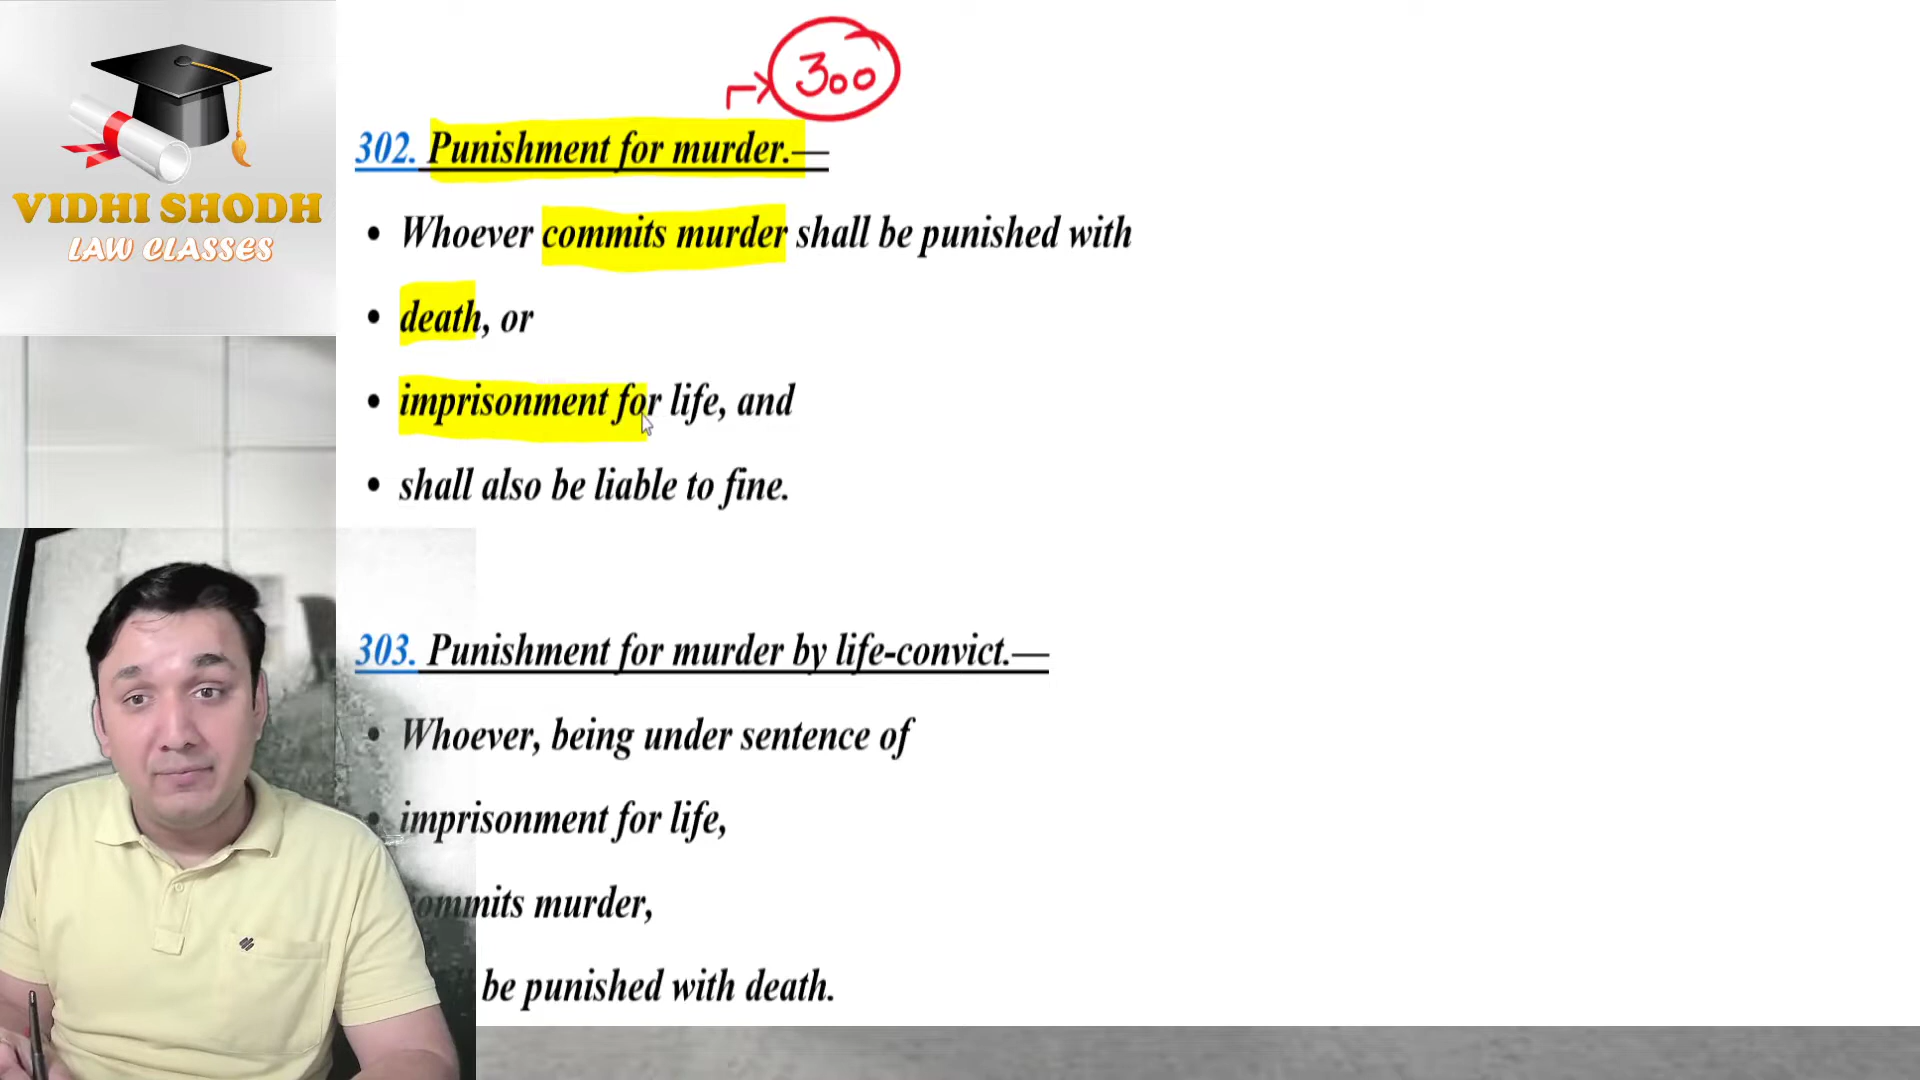 VIDHI SHODH
LAW CLASSES
300
302. Punishment for murder.—
• Whoever commits murder shall be punished with
• death, or
• imprisonment for life, and
• shall also be liable to fine.
303. Punishment for murder by life-convict.—
• Whoever, being under sentence of
• imprisonment for life,
commits murder,
be punished with death.